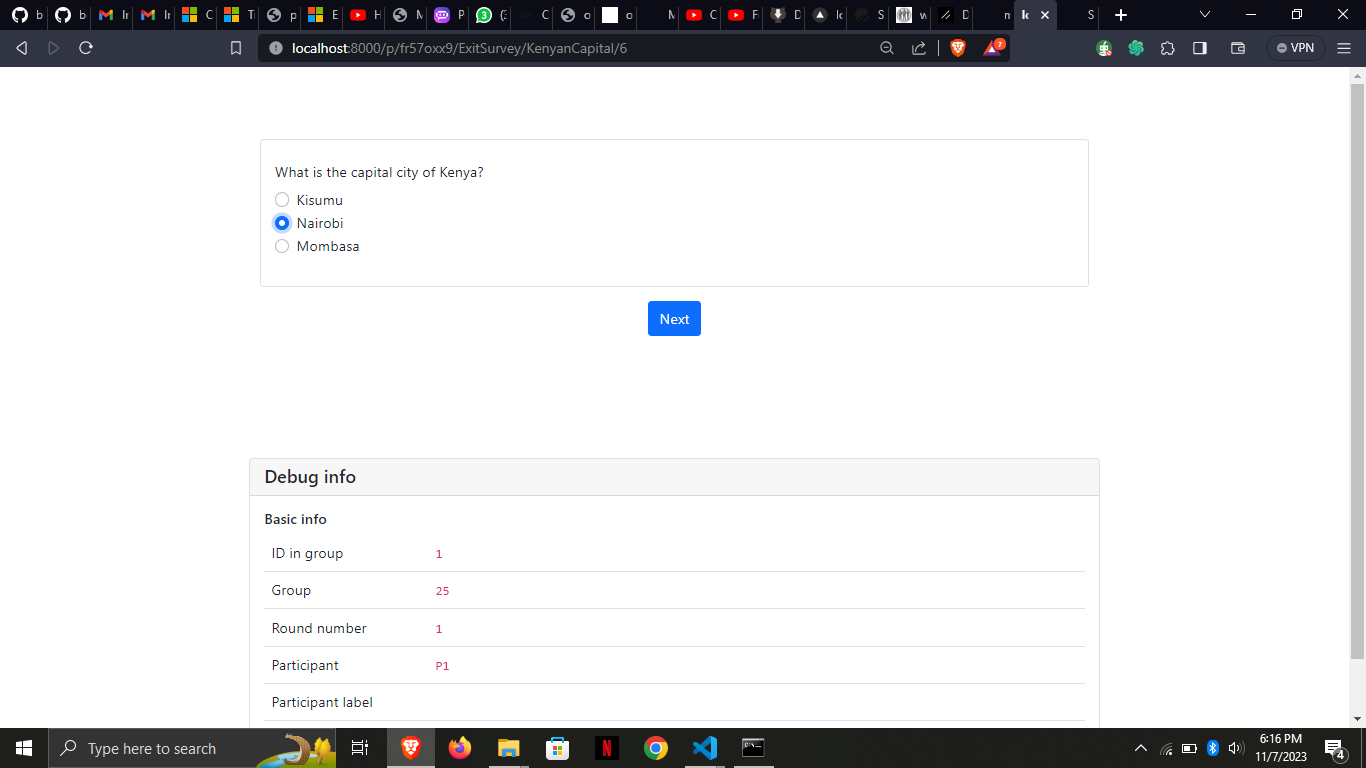 localhost:8000/p/fr57oxx9/ExitSurvey/KenyanCapital/6
7
VPN
What is the capital city of Kenya?
Kisumu
Nairobi
Mombasa
Next
Debug info
Basic info
ID in group 1
Group 25
Round number 1
Participant P1
Participant label
Type here to search
6:16 PM
11/7/2023
4